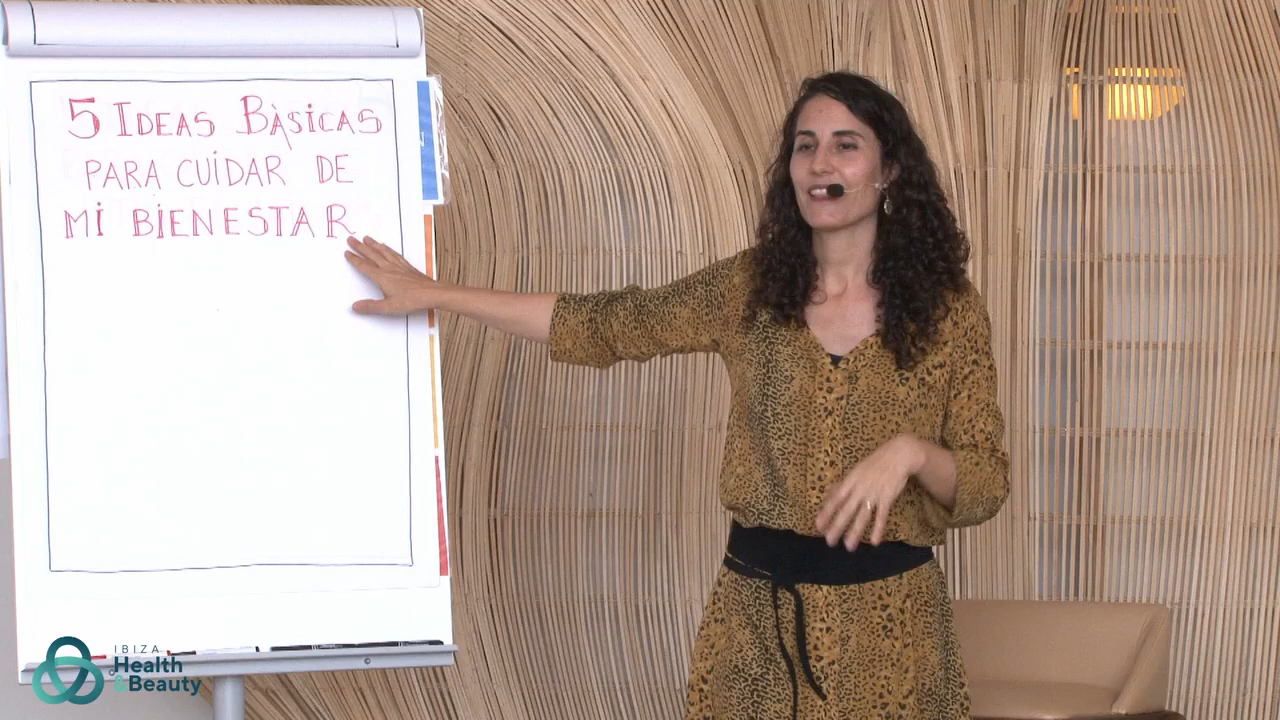 5 IDEAS BÀSICAS
PARA CUIDAR DE
MI BIENESTAR
IBIZA
Health
&Beauty